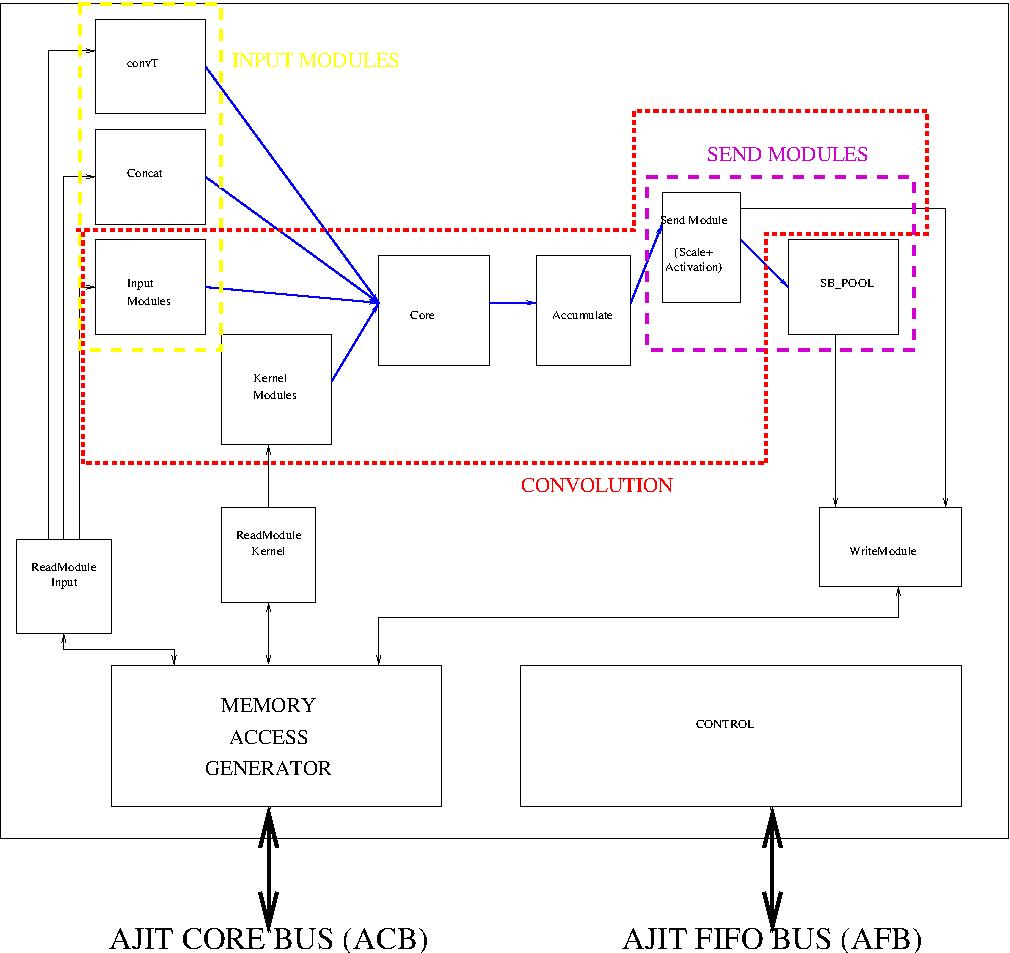 convT
INPUT MODULES
Concat
SEND MODULES
Send Module
(Scale+
Activation)
Input
Modules
SB_POOL
Core
Accumulate
Kernel
Modules
CONVOLUTION
ReadModule
Kernel
WriteModule
ReadModule
Input
MEMORY
ACCESS
GENERATOR
CONTROL
AJIT CORE BUS (ACB)
AJIT FIFO BUS (AFB)